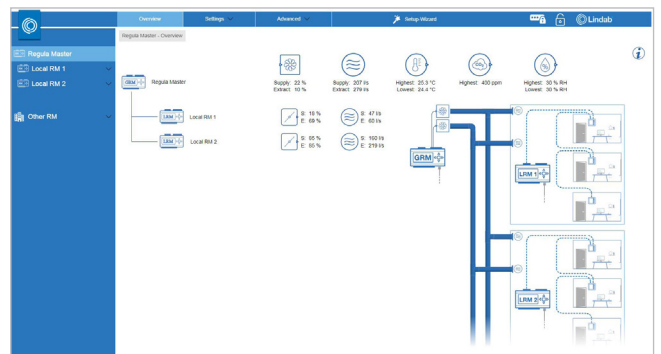 Overview
Settings
Advanced
Setup Wizard
Lindab
Regula Master
Local RM 1
Local RM 2
Other RM
Regula Master - Overview
GRM
Regula Master
Supply: 22 %
Extract: 10 %
Supply: 207 l/s
Extract: 279 l/s
Highest: 25.3 °C
Lowest: 24.4 °C
Highest: 400 ppm
Highest: 30 % RH
Lowest: 30 % RH
LRM
Local RM 1
S: 18 %
E: 68 %
S: 47 l/s
E: 60 l/s
LRM
Local RM 2
S: 95 %
E: 85 %
S: 160 l/s
E: 219 l/s
GRM
LRM 1
LRM 2